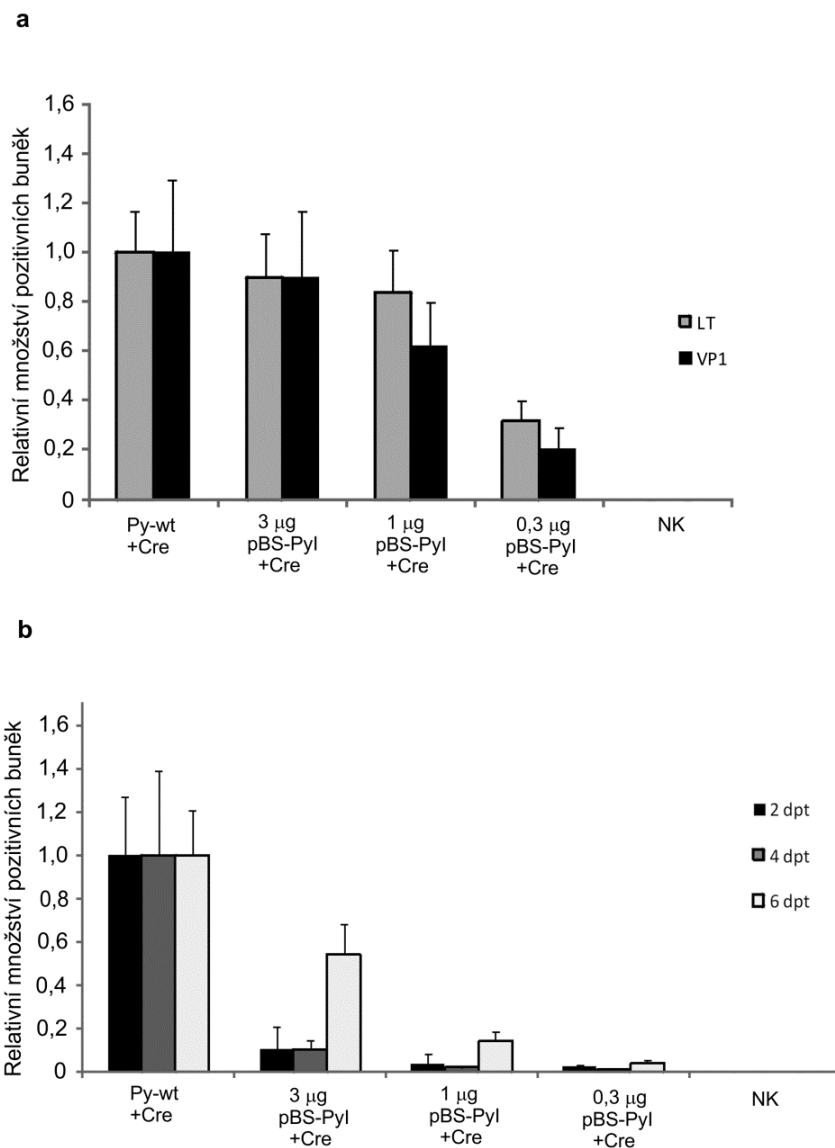 a
Relativní množství pozitivních buněk
1,6
1,4
1,2
1,0
0,8
0,6
0,4
0,2
0
LT
VP1
Py-wt
+Cre
3 μg
pBS-PyI
+Cre
1 μg
pBS-PyI
+Cre
0,3 μg
pBS-PyI
+Cre
NK
b
Relativní množství pozitivních buněk
1,6
1,4
1,2
1,0
0,8
0,6
0,4
0,2
0
2 dpt
4 dpt
6 dpt
Py-wt
+Cre
3 μg
pBS-PyI
+Cre
1 μg
pBS-PyI
+Cre
0,3 μg
pBS-PyI
+Cre
NK